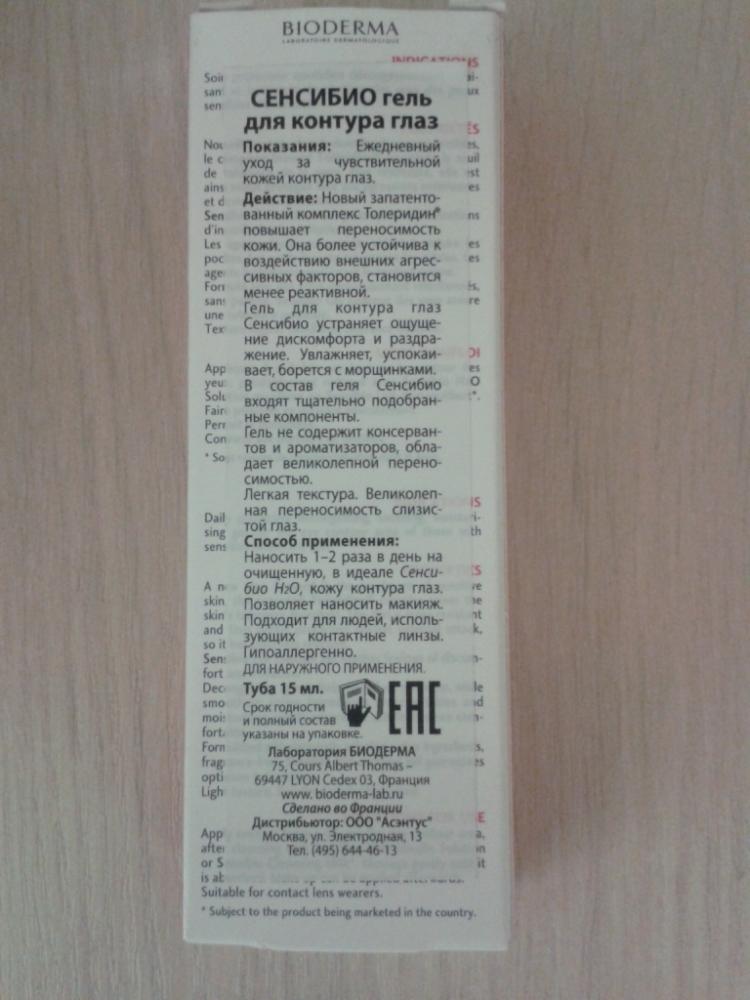 BIODERMA
LABORATOIRE DERMATOLOGIQUE
INDICATIONS
СЕНСИБИО гель
для контура глаз
Показания: Ежедневный
уход за чувствительной
кожей контура глаз.
Действие: Новый запатенто-
ванный комплекс Толеридин®
повышает переносимость
кожи. Она более устойчива к
воздействию внешних агрес-
сивных факторов, становится
менее реактивной.
Гель для контура глаз
Сенсибио устраняет ощуще-
ние дискомфорта и раздра-
жение. Увлажняет, успокаи-
вает, борется с морщинками.
В состав геля Сенсибио
входят тщательно подобран-
ные компоненты.
Гель не содержит консерван-
тов и ароматизаторов, обла-
дает великолепной перено-
симостью.
Легкая текстура. Великолеп-
ная переносимость слизис-
той глаз.
Способ применения:
Наносить 1–2 раза в день на
очищенную, в идеале Сенси-
био H2O, кожу контура глаз.
Позволяет наносить макияж.
Подходит для людей, исполь-
зующих контактные линзы.
Гипоаллергенно.
ДЛЯ НАРУЖНОГО ПРИМЕНЕНИЯ.
Туба 15 мл.
Срок годности
и полный состав
указаны на упаковке.
EAC
Лаборатория БИОДЕРМА
75, Cours Albert Thomas –
69447 LYON Cedex 03, Франция
www. bioderma-lab.ru
Сделано во Франции
Дистрибьютор: ООО "Асэнтус"
Москва, ул. Электродная, 13
Тел. (495) 644-46-13
Suitable for contact lens wearers.
* Subject to the product being marketed in the country.